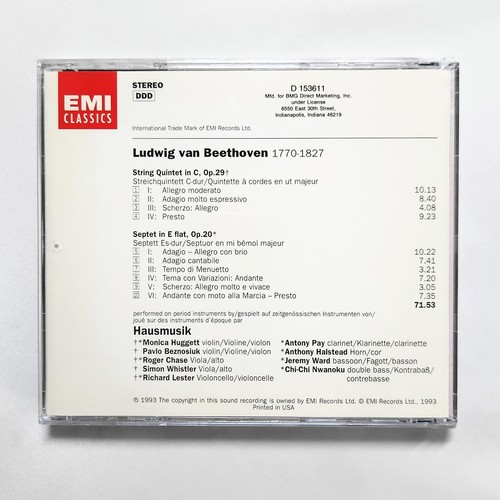 EMI
CLASSICS
STEREO
DDD
D 153611
Mfd. for BMG Direct Marketing, Inc.
under License
6550 East 30th Street,
Indianapolis, Indiana 46219
International Trade Mark of EMI Records Ltd.
Ludwig van Beethoven 1770-1827
String Quintet in C, Op.29†
Streichquintett C-dur/Quintette à cordes en ut majeur
1 I: Allegro moderato 10.13
2 II: Adagio molto espressivo 8.40
3 III: Scherzo: Allegro 4.08
4 IV: Presto 9.23
Septet in E flat, Op.20*
Septett Es-dur/Septuor en mi bémol majeur
5 I: Adagio – Allegro con brio 10.22
6 II: Adagio cantabile 7.41
7 III: Tempo di Menuetto 3.21
8 IV: Tema con Variazioni: Andante 7.20
9 V: Scherzo: Allegro molto e vivace 3.05
10 VI: Andante con moto alla Marcia – Presto 7.35
71.53
performed on period instruments by/gespielt auf zeitgenössischen Instrumenten von/
joué sur des instruments d'époque par
Hausmusik
†*Monica Huggett violin/Violine/violon
† Pavlo Beznosiuk violin/Violine/violon
†*Roger Chase Viola/alto
† Simon Whistler Viola/alto
†*Richard Lester Violoncello/violoncelle
*Antony Pay clarinet/Klarinette/clarinette
*Anthony Halstead Horn/cor
*Jeremy Ward bassoon/Fagott/basson
*Chi-Chi Nwanoku double bass/Kontrabaß/
contrebasse
℗ 1993 The copyright in this sound recording is owned by EMI Records Ltd. © EMI Records Ltd., 1993
Printed in USA